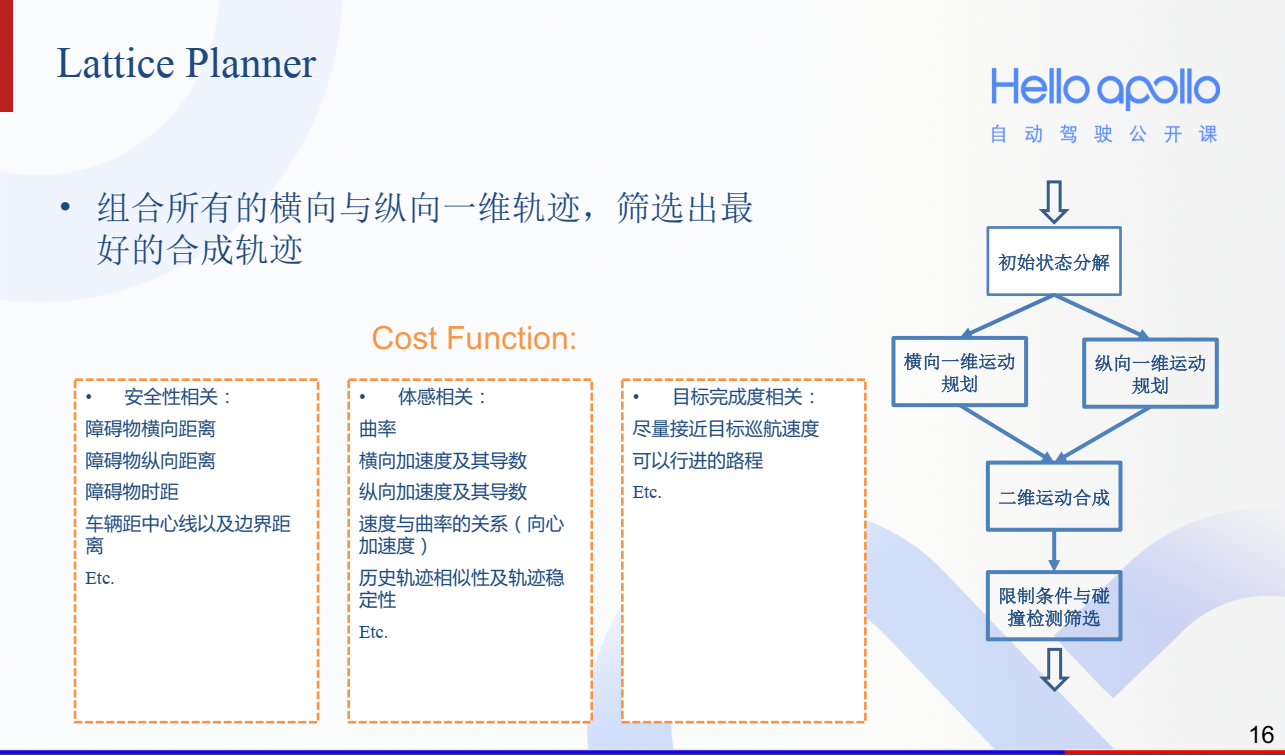 Lattice Planner
Hello apollo
自动驾驶公开课
• 组合所有的横向与纵向一维轨迹，筛选出最
好的合成轨迹
Cost Function:
• 安全性相关：
障碍物横向距离
障碍物纵向距离
障碍物时距
车辆距中心线以及边界距
离
Etc.
• 体感相关：
曲率
横向加速度及其导数
纵向加速度及其导数
速度与曲率的关系（向心
加速度）
历史轨迹相似性及轨迹稳
定性
Etc.
• 目标完成度相关：
尽量接近目标巡航速度
可以行进的路程
Etc.
初始状态分解
横向一维运动
规划
纵向一维运动
规划
二维运动合成
限制条件与碰
撞检测筛选
16